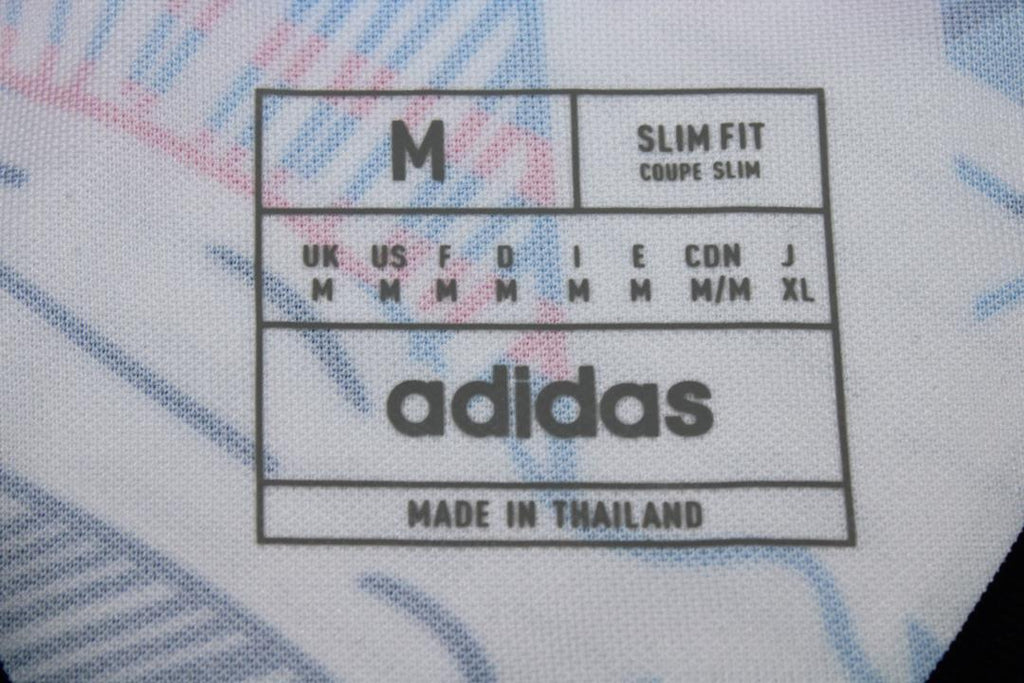 M
SLIM FIT
COUPE SLIM
UK US F D I E CDN J
M M M M M M M/M XL
adidas
MADE IN THAILAND